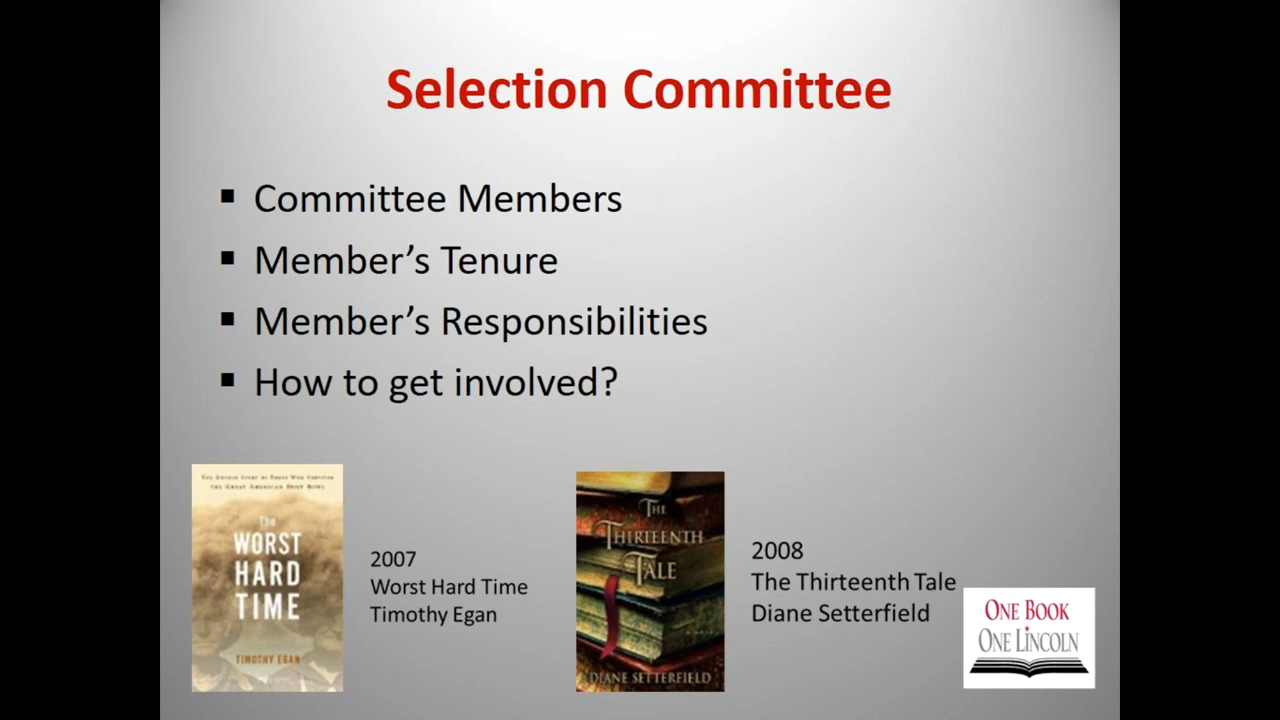 Selection Committee
▪ Committee Members
▪ Member’s Tenure
▪ Member’s Responsibilities
▪ How to get involved?
THE UNTOLD STORY OF THOSE WHO SURVIVED
THE GREAT AMERICAN DUST BOWL
The
WORST
HARD
TIME
TIMOTHY EGAN
2007
Worst Hard Time
Timothy Egan
THE
THIRTEENTH
TALE
DIANE SETTERFIELD
2008
The Thirteenth Tale
Diane Setterfield
ONE BOOK
ONE LINCOLN